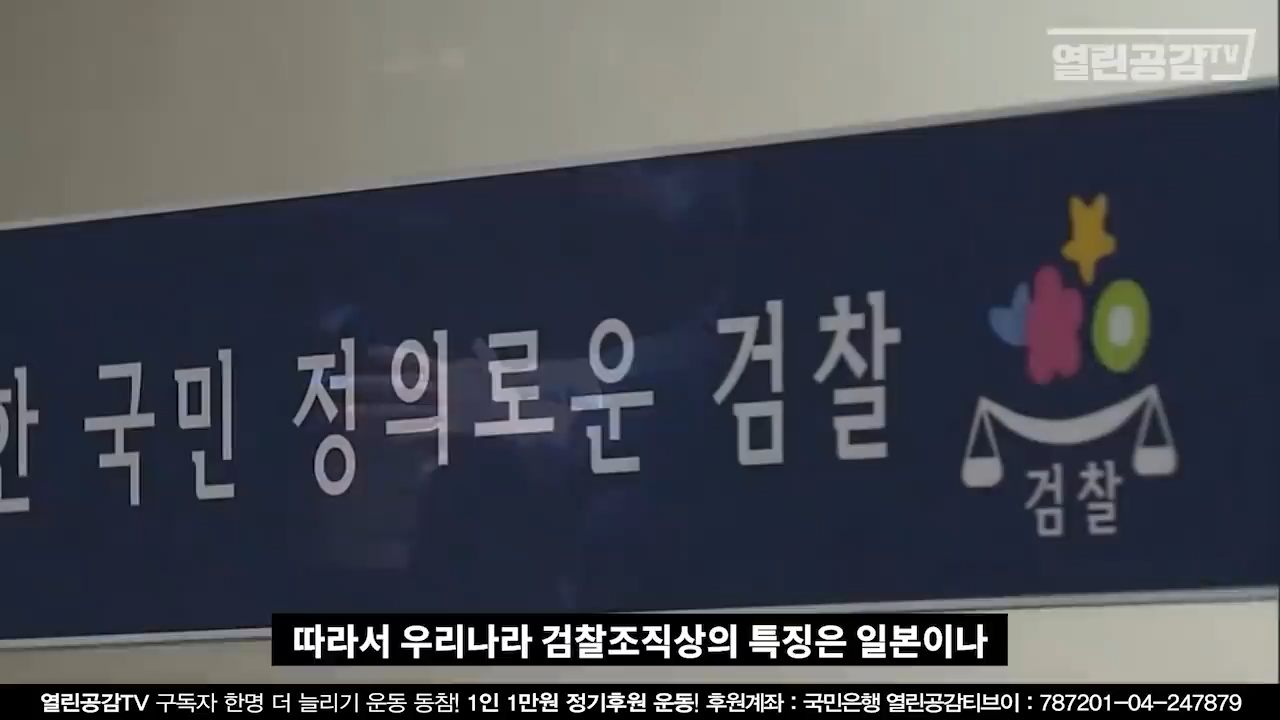 열린공감TV
한 국민 정의로운 검찰
검찰
따라서 우리나라 검찰조직상의 특징은 일본이나
열린공감TV 구독자 한명 더 늘리기 운동 동참! 1인 1만원 정기후원 운동! 후원계좌 : 국민은행 열린공감티브이 : 787201-04-247879